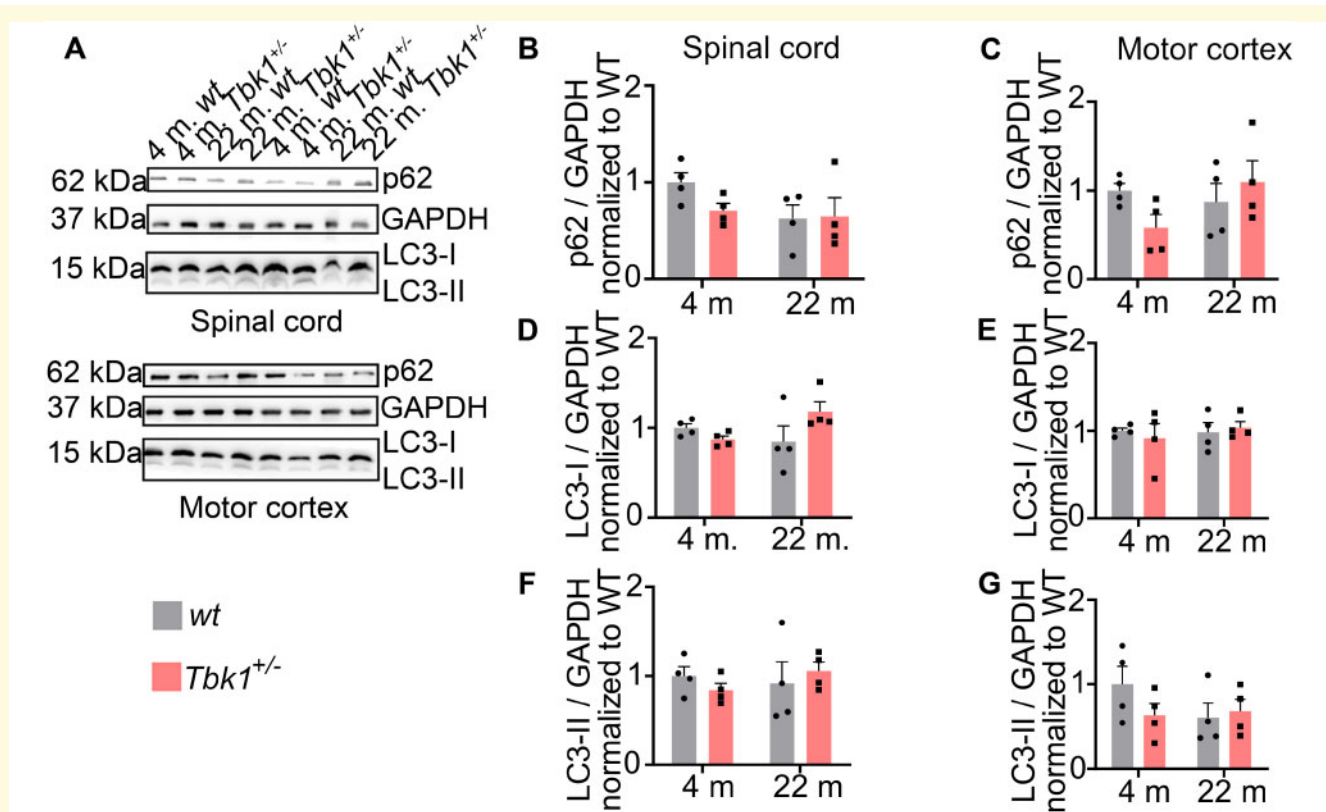 A
4 m. wt
4 m. Tbk1+/-
22 m. wt
22 m. Tbk1+/-
4 m. wt
4 m. Tbk1+/-
22 m. wt
22 m. Tbk1+/-
62 kDa p62
37 kDa GAPDH
15 kDa LC3-I
LC3-II
Spinal cord
62 kDa p62
37 kDa GAPDH
15 kDa LC3-I
LC3-II
Motor cortex
wt
Tbk1+/-
B Spinal cord
p62 / GAPDH
normalized to WT
2
1
0
4 m 22 m
C Motor cortex
p62 / GAPDH
normalized to WT
2
1
0
4 m 22 m
D
LC3-I / GAPDH
normalized to WT
2
1
0
4 m. 22 m.
E
LC3-I / GAPDH
normalized to WT
2
1
0
4 m 22 m
F
LC3-II / GAPDH
normalized to WT
2
1
0
4 m 22 m
G
LC3-II / GAPDH
normalized to WT
2
1
0
4 m 22 m